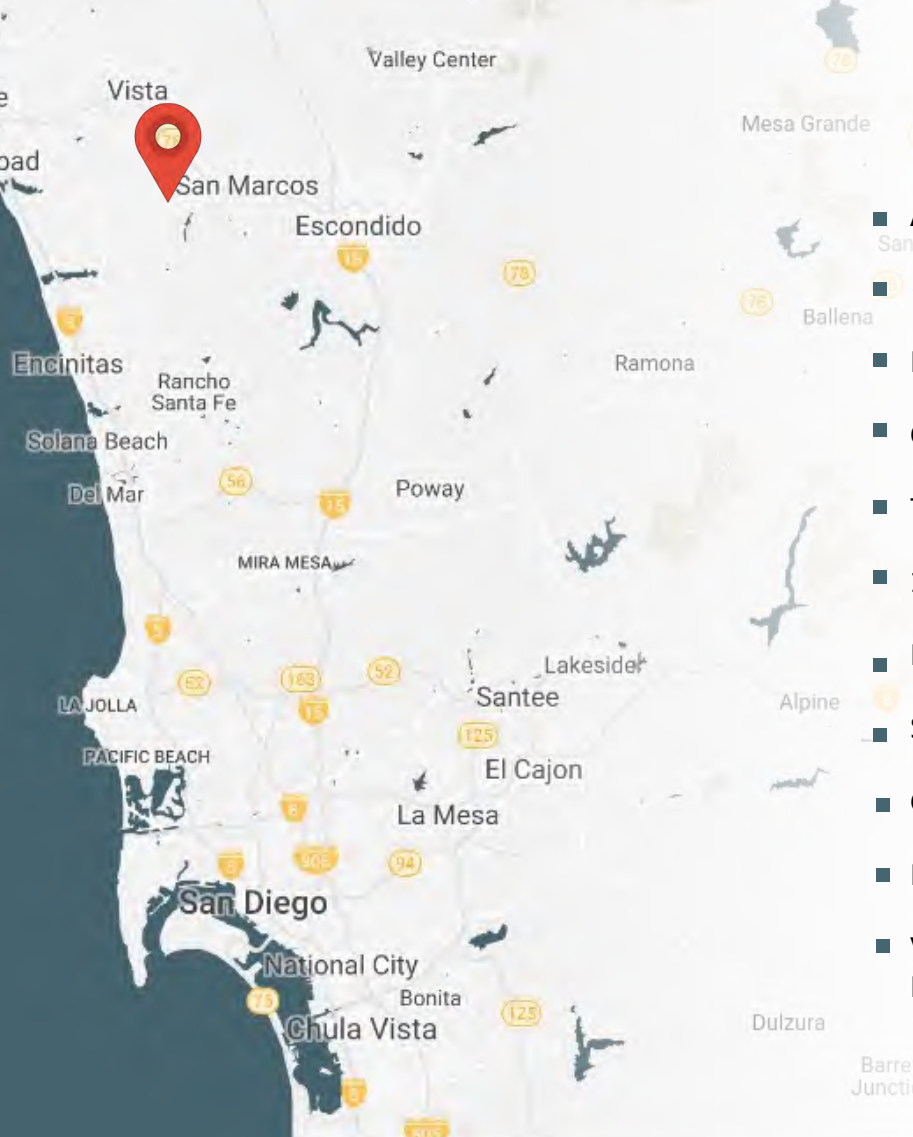 Valley Center
76
Vista
Mesa Grande
78
San Marcos
Escondido
15
78
76
Ballena
5
Encinitas
Ramona
Rancho
Santa Fe
Solana Beach
56
Del Mar
15
Poway
MIRA MESA
5
Lakeside
52
163
52
Santee
LA JOLLA
15
Alpine
125
PACIFIC BEACH
El Cajon
8
La Mesa
805
94
8
San Diego
National City
75
Bonita
125
Chula Vista
Dulzura
5
805